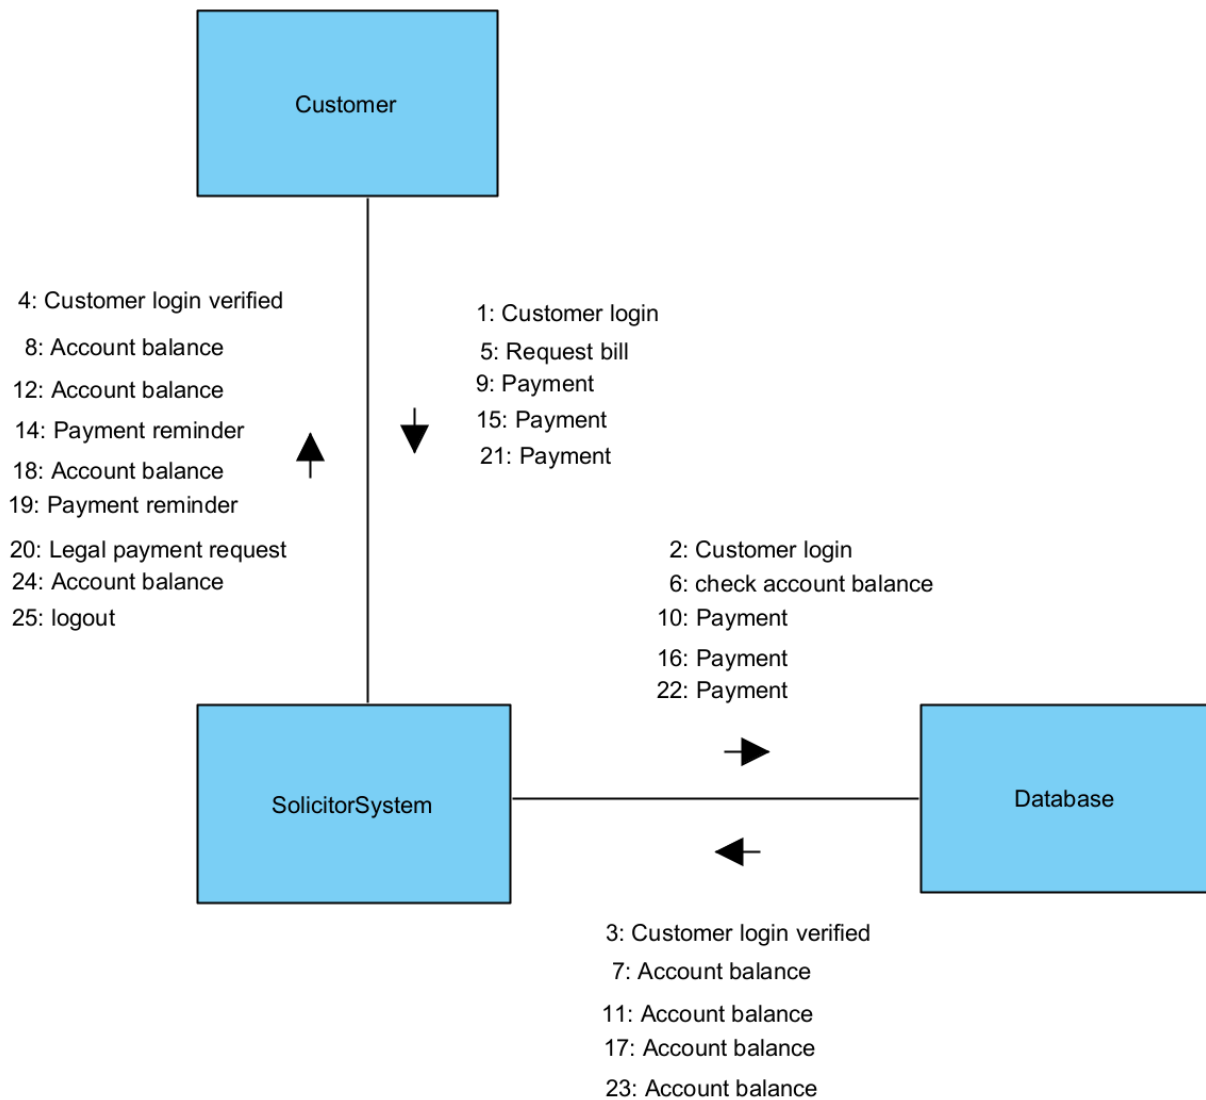 Customer
4: Customer login verified
8: Account balance
12: Account balance
14: Payment reminder
18: Account balance
19: Payment reminder
20: Legal payment request
24: Account balance
25: logout
1: Customer login
5: Request bill
9: Payment
15: Payment
21: Payment
2: Customer login
6: check account balance
10: Payment
16: Payment
22: Payment
SolicitorSystem
Database
3: Customer login verified
7: Account balance
11: Account balance
17: Account balance
23: Account balance